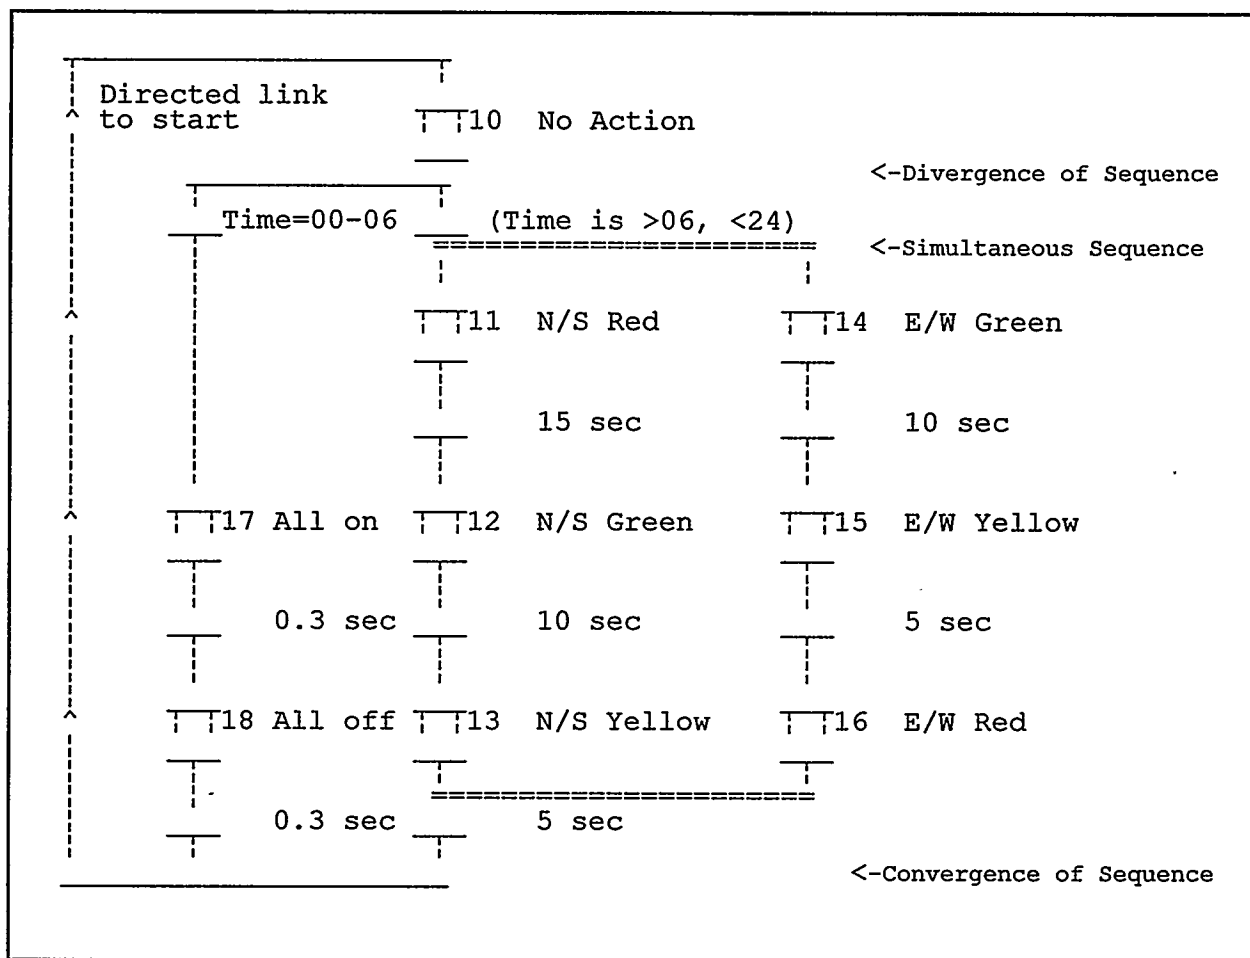 Directed link
to start
10 No Action
<-Divergence of Sequence
Time=00-06 (Time is >06, <24)
<-Simultaneous Sequence
11 N/S Red 14 E/W Green
15 sec 10 sec
17 All on 12 N/S Green 15 E/W Yellow
0.3 sec 10 sec 5 sec
18 All off 13 N/S Yellow 16 E/W Red
0.3 sec 5 sec
<-Convergence of Sequence